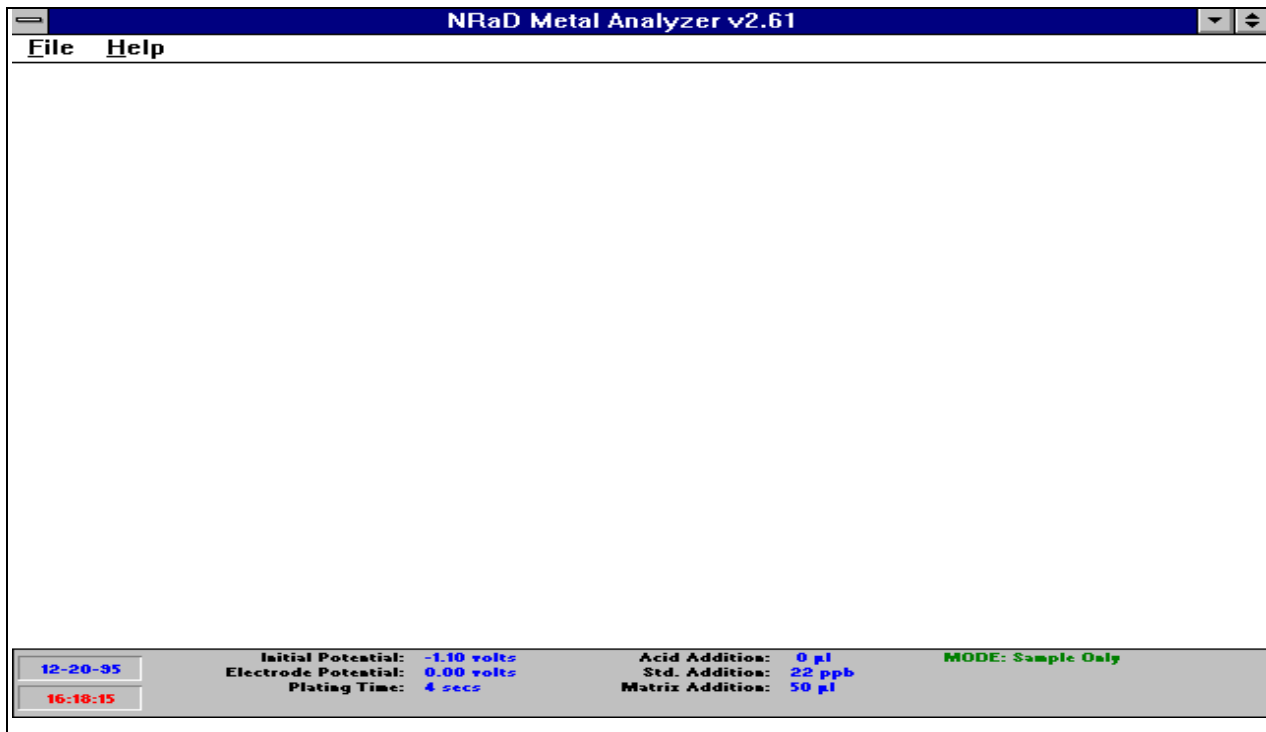 NRaD Metal Analyzer v2.61
File Help
Initial Potential: -1.10 volts Acid Addition: 0 µl MODE: Sample Only
12-20-95 Electrode Potential: 0.00 volts Std. Addition: 22 ppb
Plating Time: 4 secs Matrix Addition: 50 µl
16:18:15